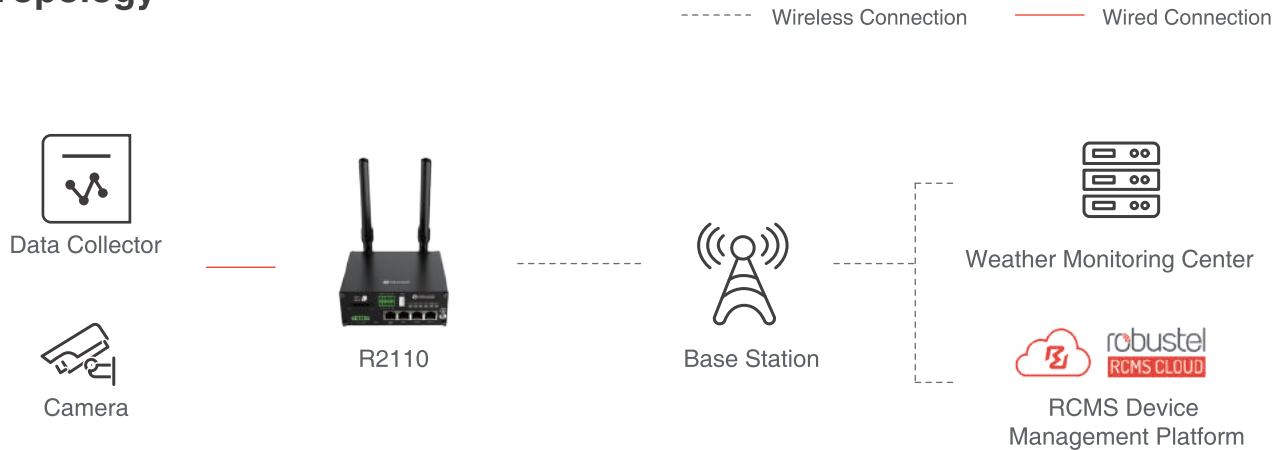 Topology
Wireless Connection
Wired Connection
Data Collector
Camera
R2110
Base Station
Weather Monitoring Center
robustel
RCMS CLOUD
RCMS Device
Management Platform